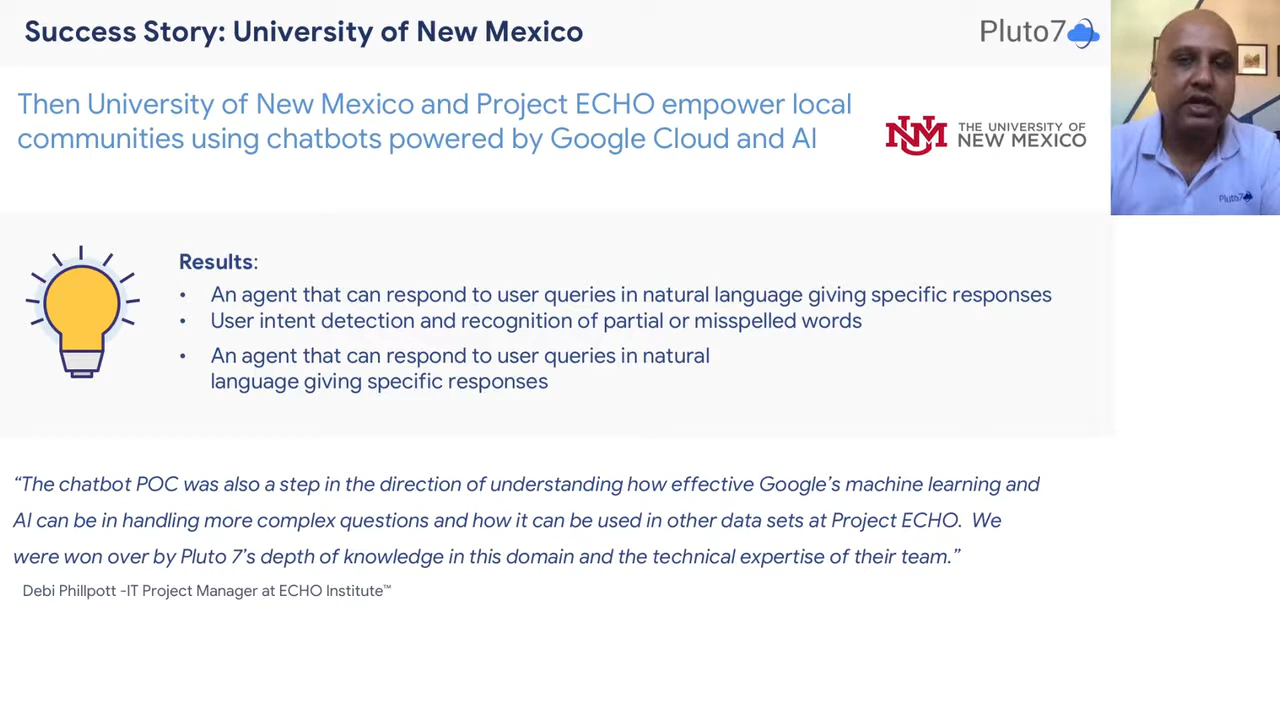 Success Story: University of New Mexico
Pluto7
Then University of New Mexico and Project ECHO empower local
communities using chatbots powered by Google Cloud and AI
NM
THE UNIVERSITY OF
NEW MEXICO
Pluto7
Results:
• An agent that can respond to user queries in natural language giving specific responses
• User intent detection and recognition of partial or misspelled words
• An agent that can respond to user queries in natural
language giving specific responses
“The chatbot POC was also a step in the direction of understanding how effective Google’s machine learning and
AI can be in handling more complex questions and how it can be used in other data sets at Project ECHO. We
were won over by Pluto 7’s depth of knowledge in this domain and the technical expertise of their team.”
Debi Phillpott -IT Project Manager at ECHO Institute™